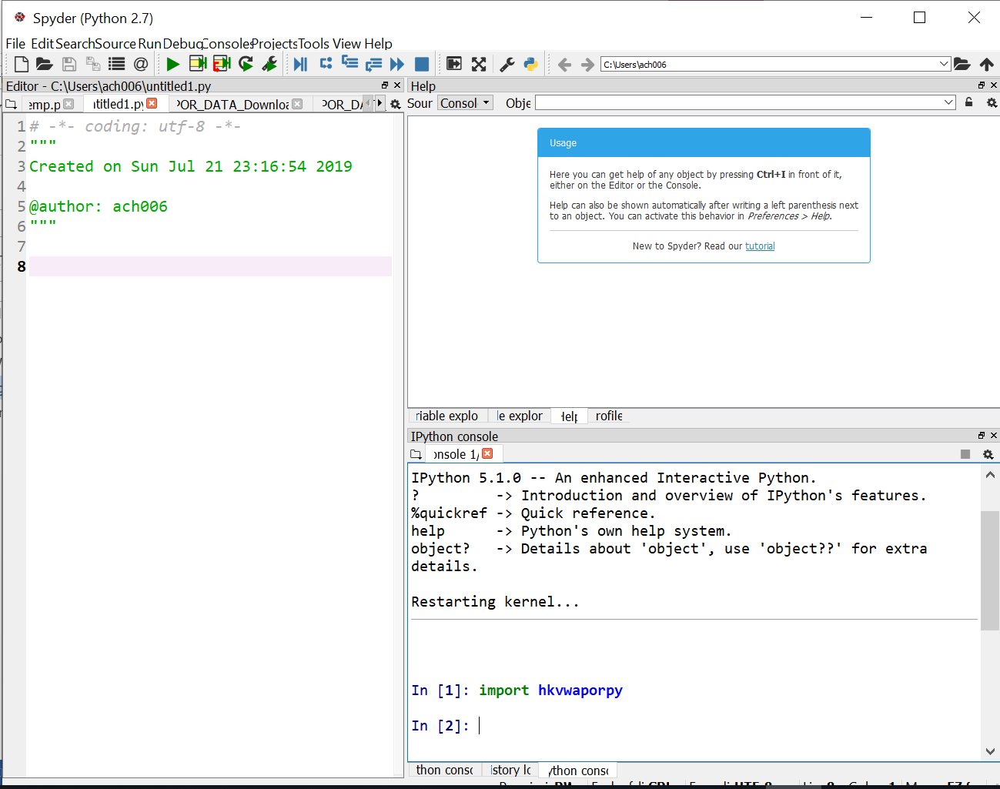 Spyder (Python 2.7)
File Edit Search Source Run Debug Consoles Projects Tools View Help
C:\Users\ach006
Editor - C:\Users\ach006\untitled1.py
emp.p
ntitled1.py
POR_DATA_Downloa
POR_DA
1 # -*- coding: utf-8 -*-
2 """
3 Created on Sun Jul 21 23:16:54 2019
4
5 @author: ach006
6 """
7
8
Help
Sour Consol Obje
Usage
Here you can get help of any object by pressing Ctrl+I in front of it,
either on the Editor or the Console.
Help can also be shown automatically after writing a left parenthesis next
to an object. You can activate this behavior in Preferences > Help.
New to Spyder? Read our tutorial
riable explo
le explor
Help
rofile
IPython console
onsole 1/
IPython 5.1.0 -- An enhanced Interactive Python.
? -> Introduction and overview of IPython's features.
%quickref -> Quick reference.
help -> Python's own help system.
object? -> Details about 'object', use 'object??' for extra
details.
Restarting kernel...
In [1]: import hkvwaporpy
In [2]:
thon consc
istory lo
ython consc